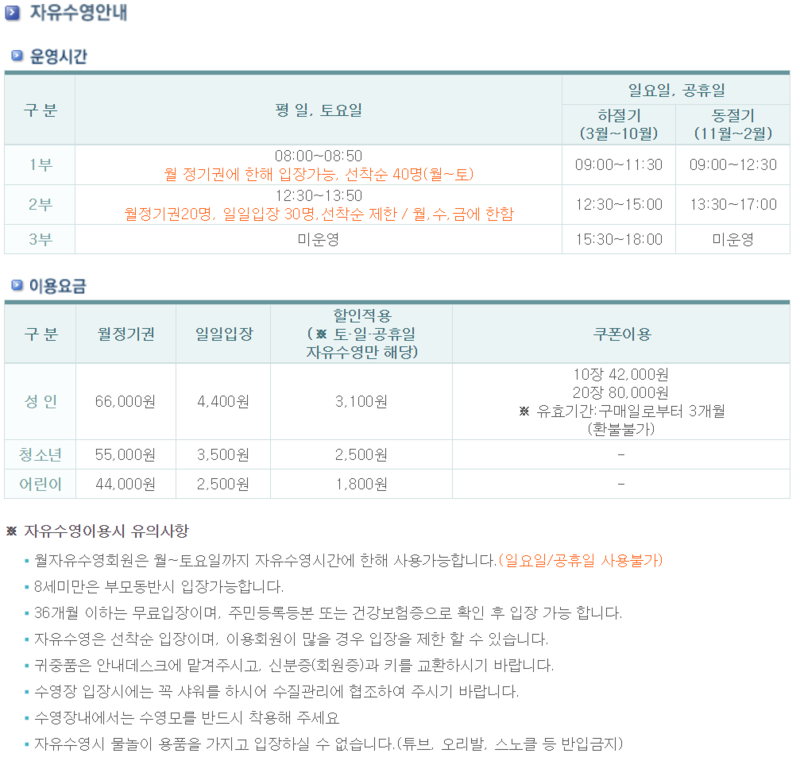 자유수영안내
운영시간
구 분
평 일, 토요일
일요일, 공휴일
하절기
(3월~10월)
동절기
(11월~2월)
1부
08:00~08:50
월 정기권에 한해 입장가능, 선착순 40명(월~토)
09:00~11:30
09:00~12:30
2부
12:30~13:50
월정기권20명, 일일입장 30명,선착순 제한 / 월,수,금에 한함
12:30~15:00
13:30~17:00
3부
미운영
15:30~18:00
미운영
이용요금
구 분
월정기권
일일입장
할인적용
(※ 토·일·공휴일
자유수영만 해당)
쿠폰이용
성 인
66,000원
4,400원
3,100원
10장 42,000원
20장 80,000원
※ 유효기간:구매일로부터 3개월
(환불불가)
청소년
55,000원
3,500원
2,500원
-
어린이
44,000원
2,500원
1,800원
-
※ 자유수영이용시 유의사항
▪ 월자유수영회원은 월~토요일까지 자유수영시간에 한해 사용가능합니다.(일요일/공휴일 사용불가)
▪ 8세미만은 부모동반시 입장가능합니다.
▪ 36개월 이하는 무료입장이며, 주민등록등본 또는 건강보험증으로 확인 후 입장 가능 합니다.
▪ 자유수영은 선착순 입장이며, 이용회원이 많을 경우 입장을 제한 할 수 있습니다.
▪ 귀중품은 안내데스크에 맡겨주시고, 신분증(회원증)과 키를 교환하시기 바랍니다.
▪ 수영장 입장시에는 꼭 샤워를 하시어 수질관리에 협조하여 주시기 바랍니다.
▪ 수영장내에서는 수영모를 반드시 착용해 주세요
▪ 자유수영시 물놀이 용품을 가지고 입장하실 수 없습니다.(튜브, 오리발, 스노클 등 반입금지)